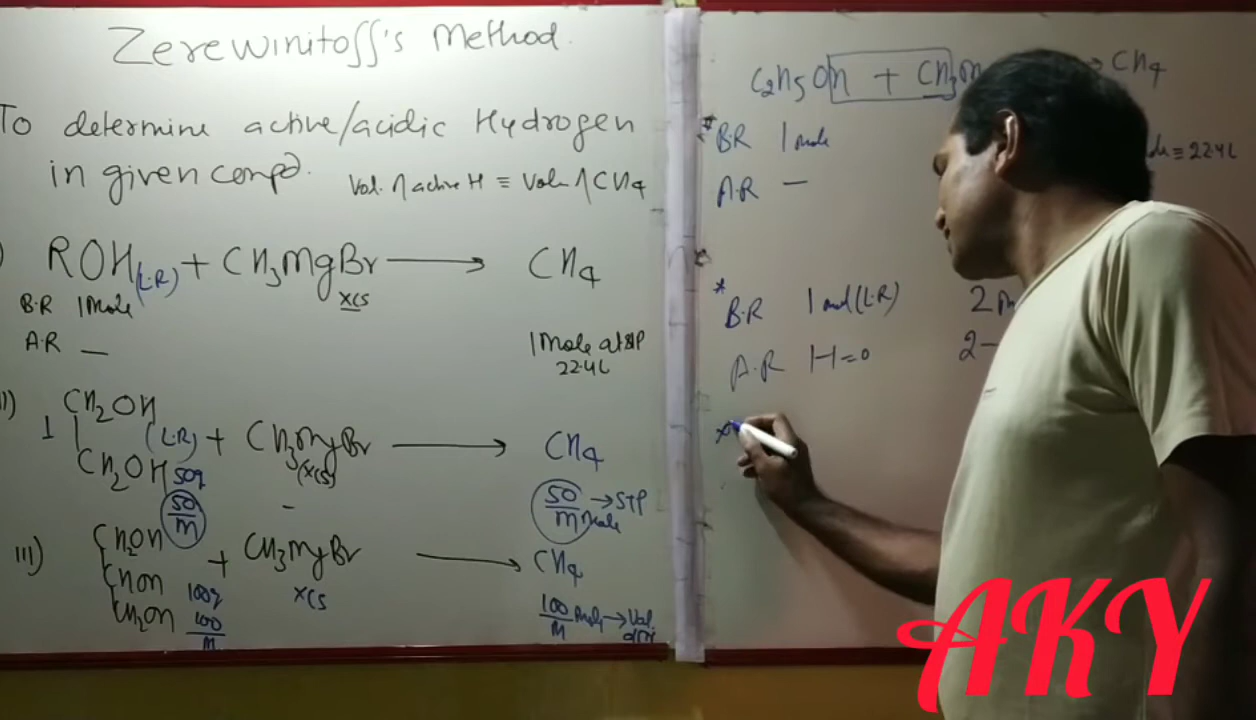 Zerewinitoff's Method.
To determine active/acidic Hydrogen
in given compd.
Vol. of active H ≡ Vol. of CH4
ROH (L.R) + CH3MgBr → CH4
xcs
B.R 1 Mole
A.R —
1 Mole at STP
22.4L
II) CH2OH
(L.R) + CH3MgBr → CH4
CH2OH 50g (xcs)
50/M –
50/M Mole → STP
III) CH2OH + CH3MgBr → CH4
CHOH 100g xcs
CH2OH 100/M
100/M Mole → Vol.
C2H5OH + CH3M CH4
* B.R 1 mole
≡ 22.4L
A.R —
* B.R 1 mol (L.R) 2 m
A.R H=0 2-
AKY